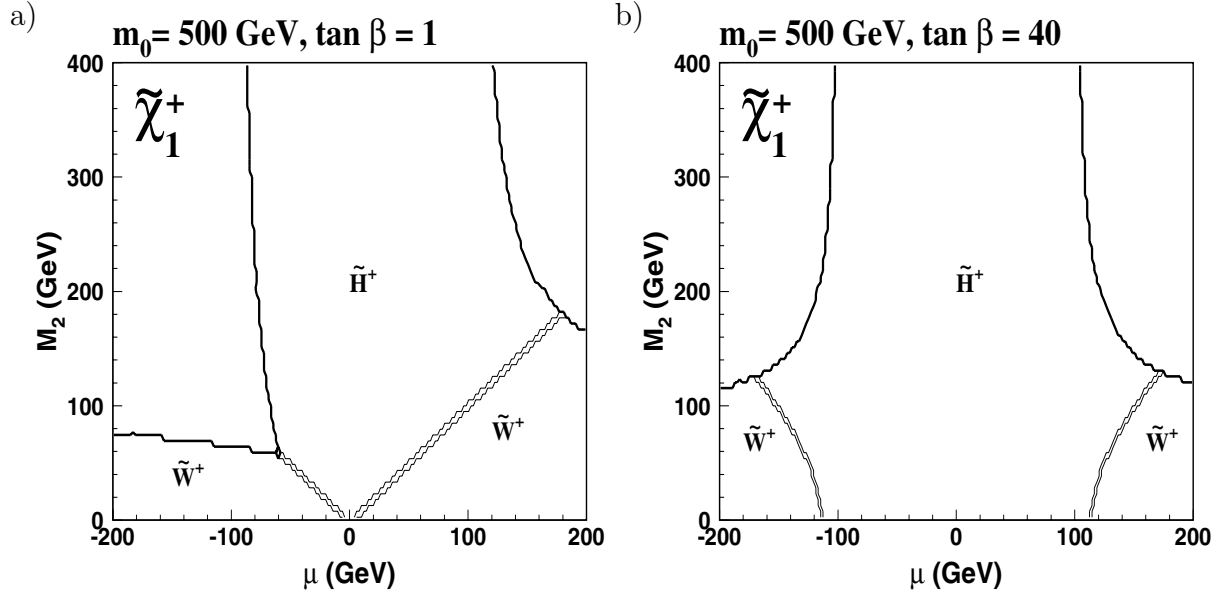 a)
m₀= 500 GeV, tan β = 1
χ̃₁⁺
M₂ (GeV)
400
300
200
100
0
H̃⁺
W̃⁺
W̃⁺
-200 -100 0 100 200
μ (GeV)
b)
m₀= 500 GeV, tan β = 40
χ̃₁⁺
M₂ (GeV)
400
300
200
100
0
H̃⁺
W̃⁺
W̃⁺
-200 -100 0 100 200
μ (GeV)